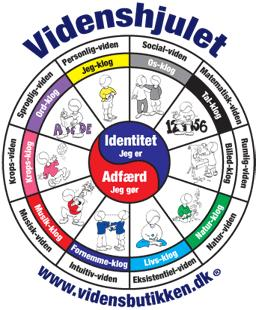 Videnshjulet
Personlig-viden
Social-viden
Matematisk-viden
Rumlig-viden
Natur-viden
Eksistentiel-viden
Intuitiv-viden
Musisk-viden
Krops-viden
Sproglig-viden
Jeg-klog
Os-klog
Tal-klog
Billed-klog
Natur-klog
Livs-klog
Fornemme-klog
Musik-klog
Krops-klog
Ord-klog
Identitet
Jeg er
Adfærd
Jeg gør
www.vidensbutikken.dk ®